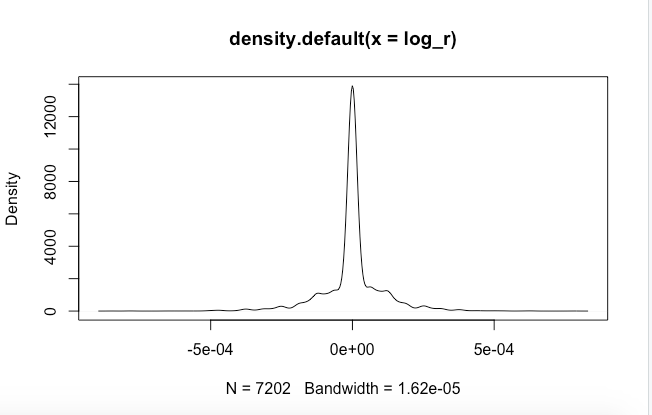 density.default(x = log_r)
Density
12000
8000
4000
0
-5e-04 0e+00 5e-04
N = 7202 Bandwidth = 1.62e-05